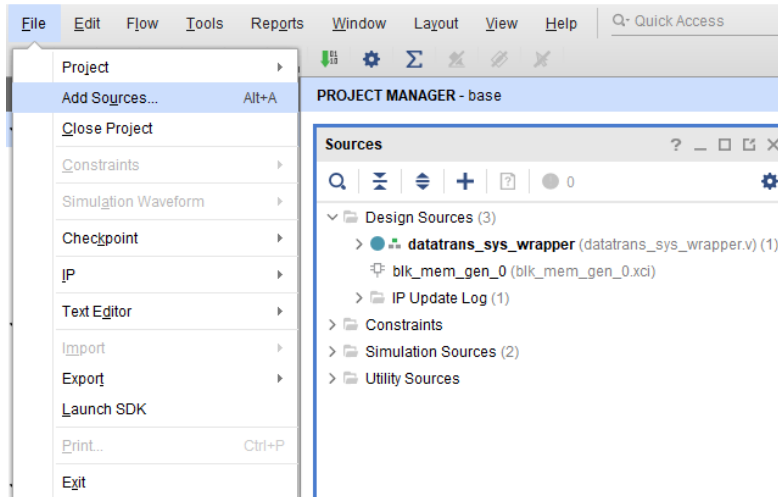 File Edit Flow Tools Reports Window Layout View Help Q- Quick Access
Project
Add Sources... Alt+A
Close Project
Constraints
Simulation Waveform
Checkpoint
IP
Text Editor
Import
Export
Launch SDK
Print... Ctrl+P
Exit
PROJECT MANAGER - base
Sources ?
0
Design Sources (3)
datatrans_sys_wrapper (datatrans_sys_wrapper.v) (1)
blk_mem_gen_0 (blk_mem_gen_0.xci)
IP Update Log (1)
Constraints
Simulation Sources (2)
Utility Sources